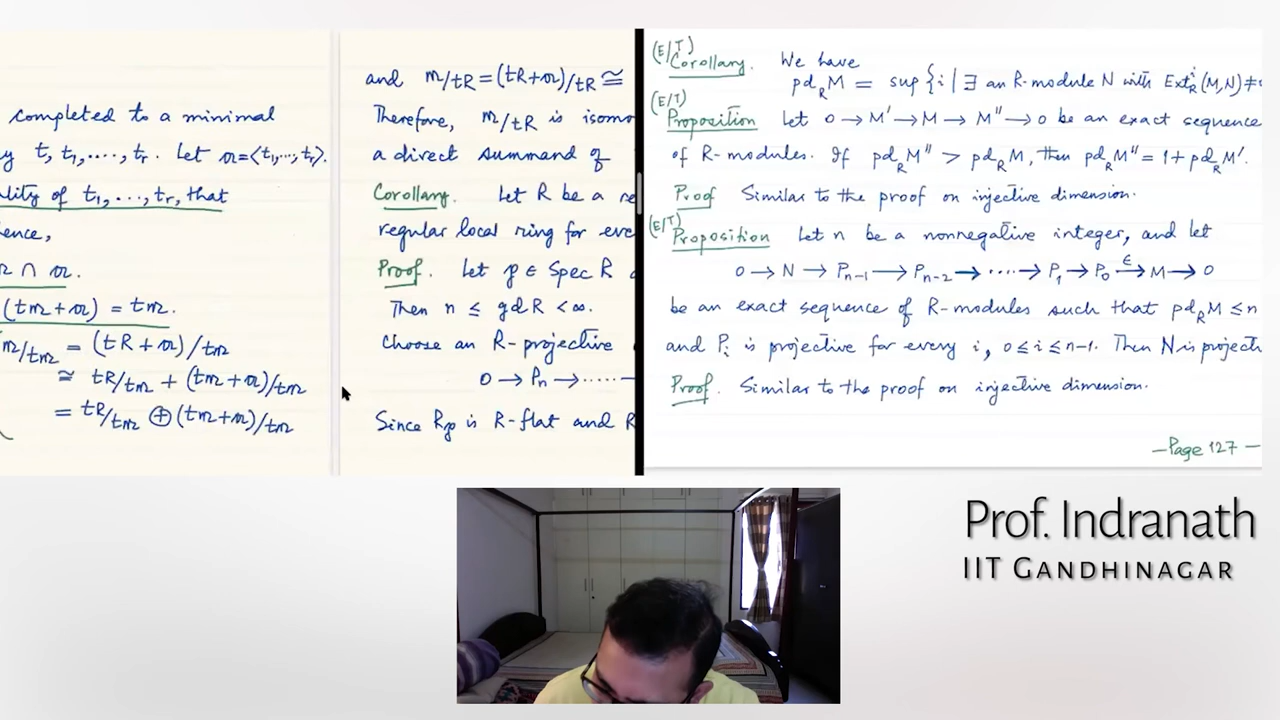 completed to a minimal
y t, t₁, ...., tᵣ. Let 𝔞 = <t₁, ..., tᵣ>.
lity of t₁, ..., tᵣ, that
ence,
∩ 𝔞.
(t𝔪+𝔞) = t𝔪.
𝔪/t𝔪 = (tR+𝔞)/t𝔪
≅ tR/t𝔪 + (t𝔪+𝔞)/t𝔪
= tR/t𝔪 ⊕ (t𝔪+𝔞)/t𝔪
and 𝔪/tR = (tR+𝔞)/tR ≅
Therefore, 𝔪/tR is isomo
a direct summand of
Corollary. Let R be a re
regular local ring for eve
Proof. Let 𝔭 ∈ Spec R
Then n ≤ gd R < ∞.
Choose an R-projective
0 → Pₙ → ......
Since R𝔭 is R-flat and R
(E/T)
Corollary. We have
pd_R M = sup {i | ∃ an R-module N with Ext^i_R (M,N) ≠
(E/T)
Proposition Let 0 → M' → M → M'' → 0 be an exact sequence
of R-modules. If pd_R M'' > pd_R M, then pd_R M'' = 1 + pd_R M'.
Proof Similar to the proof on injective dimension.
(E/T)
Proposition Let n be a nonnegative integer, and let
0 → N → Pₙ₋₁ → Pₙ₋₂ → ..... → P₁ → P₀ →^ε M → 0
be an exact sequence of R-modules such that pd_R M ≤ n
and Pᵢ is projective for every i, 0 ≤ i ≤ n-1. Then N is project
Proof. Similar to the proof on injective dimension.
—Page 127 —
Prof. Indranath
IIT GANDHINAGAR